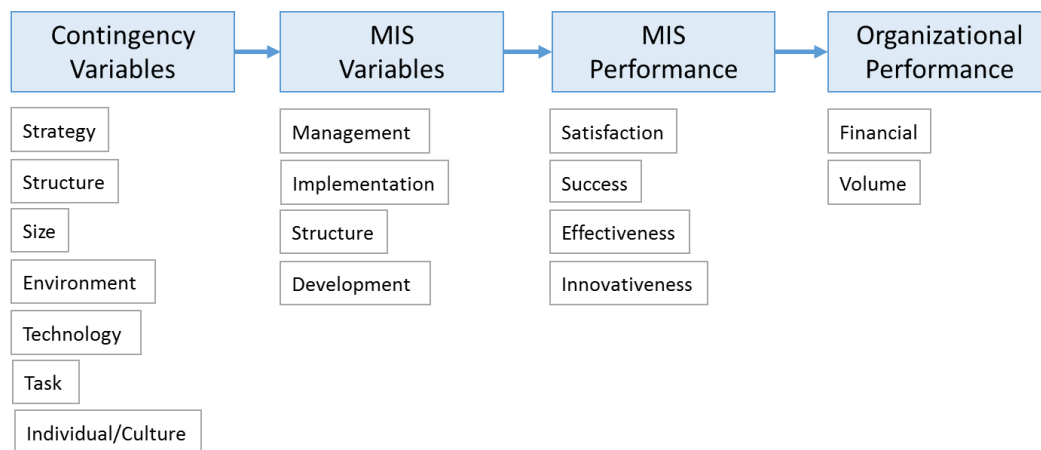 Contingency
Variables
MIS
Variables
MIS
Performance
Organizational
Performance
Strategy
Structure
Size
Environment
Technology
Task
Individual/Culture
Management
Implementation
Structure
Development
Satisfaction
Success
Effectiveness
Innovativeness
Financial
Volume